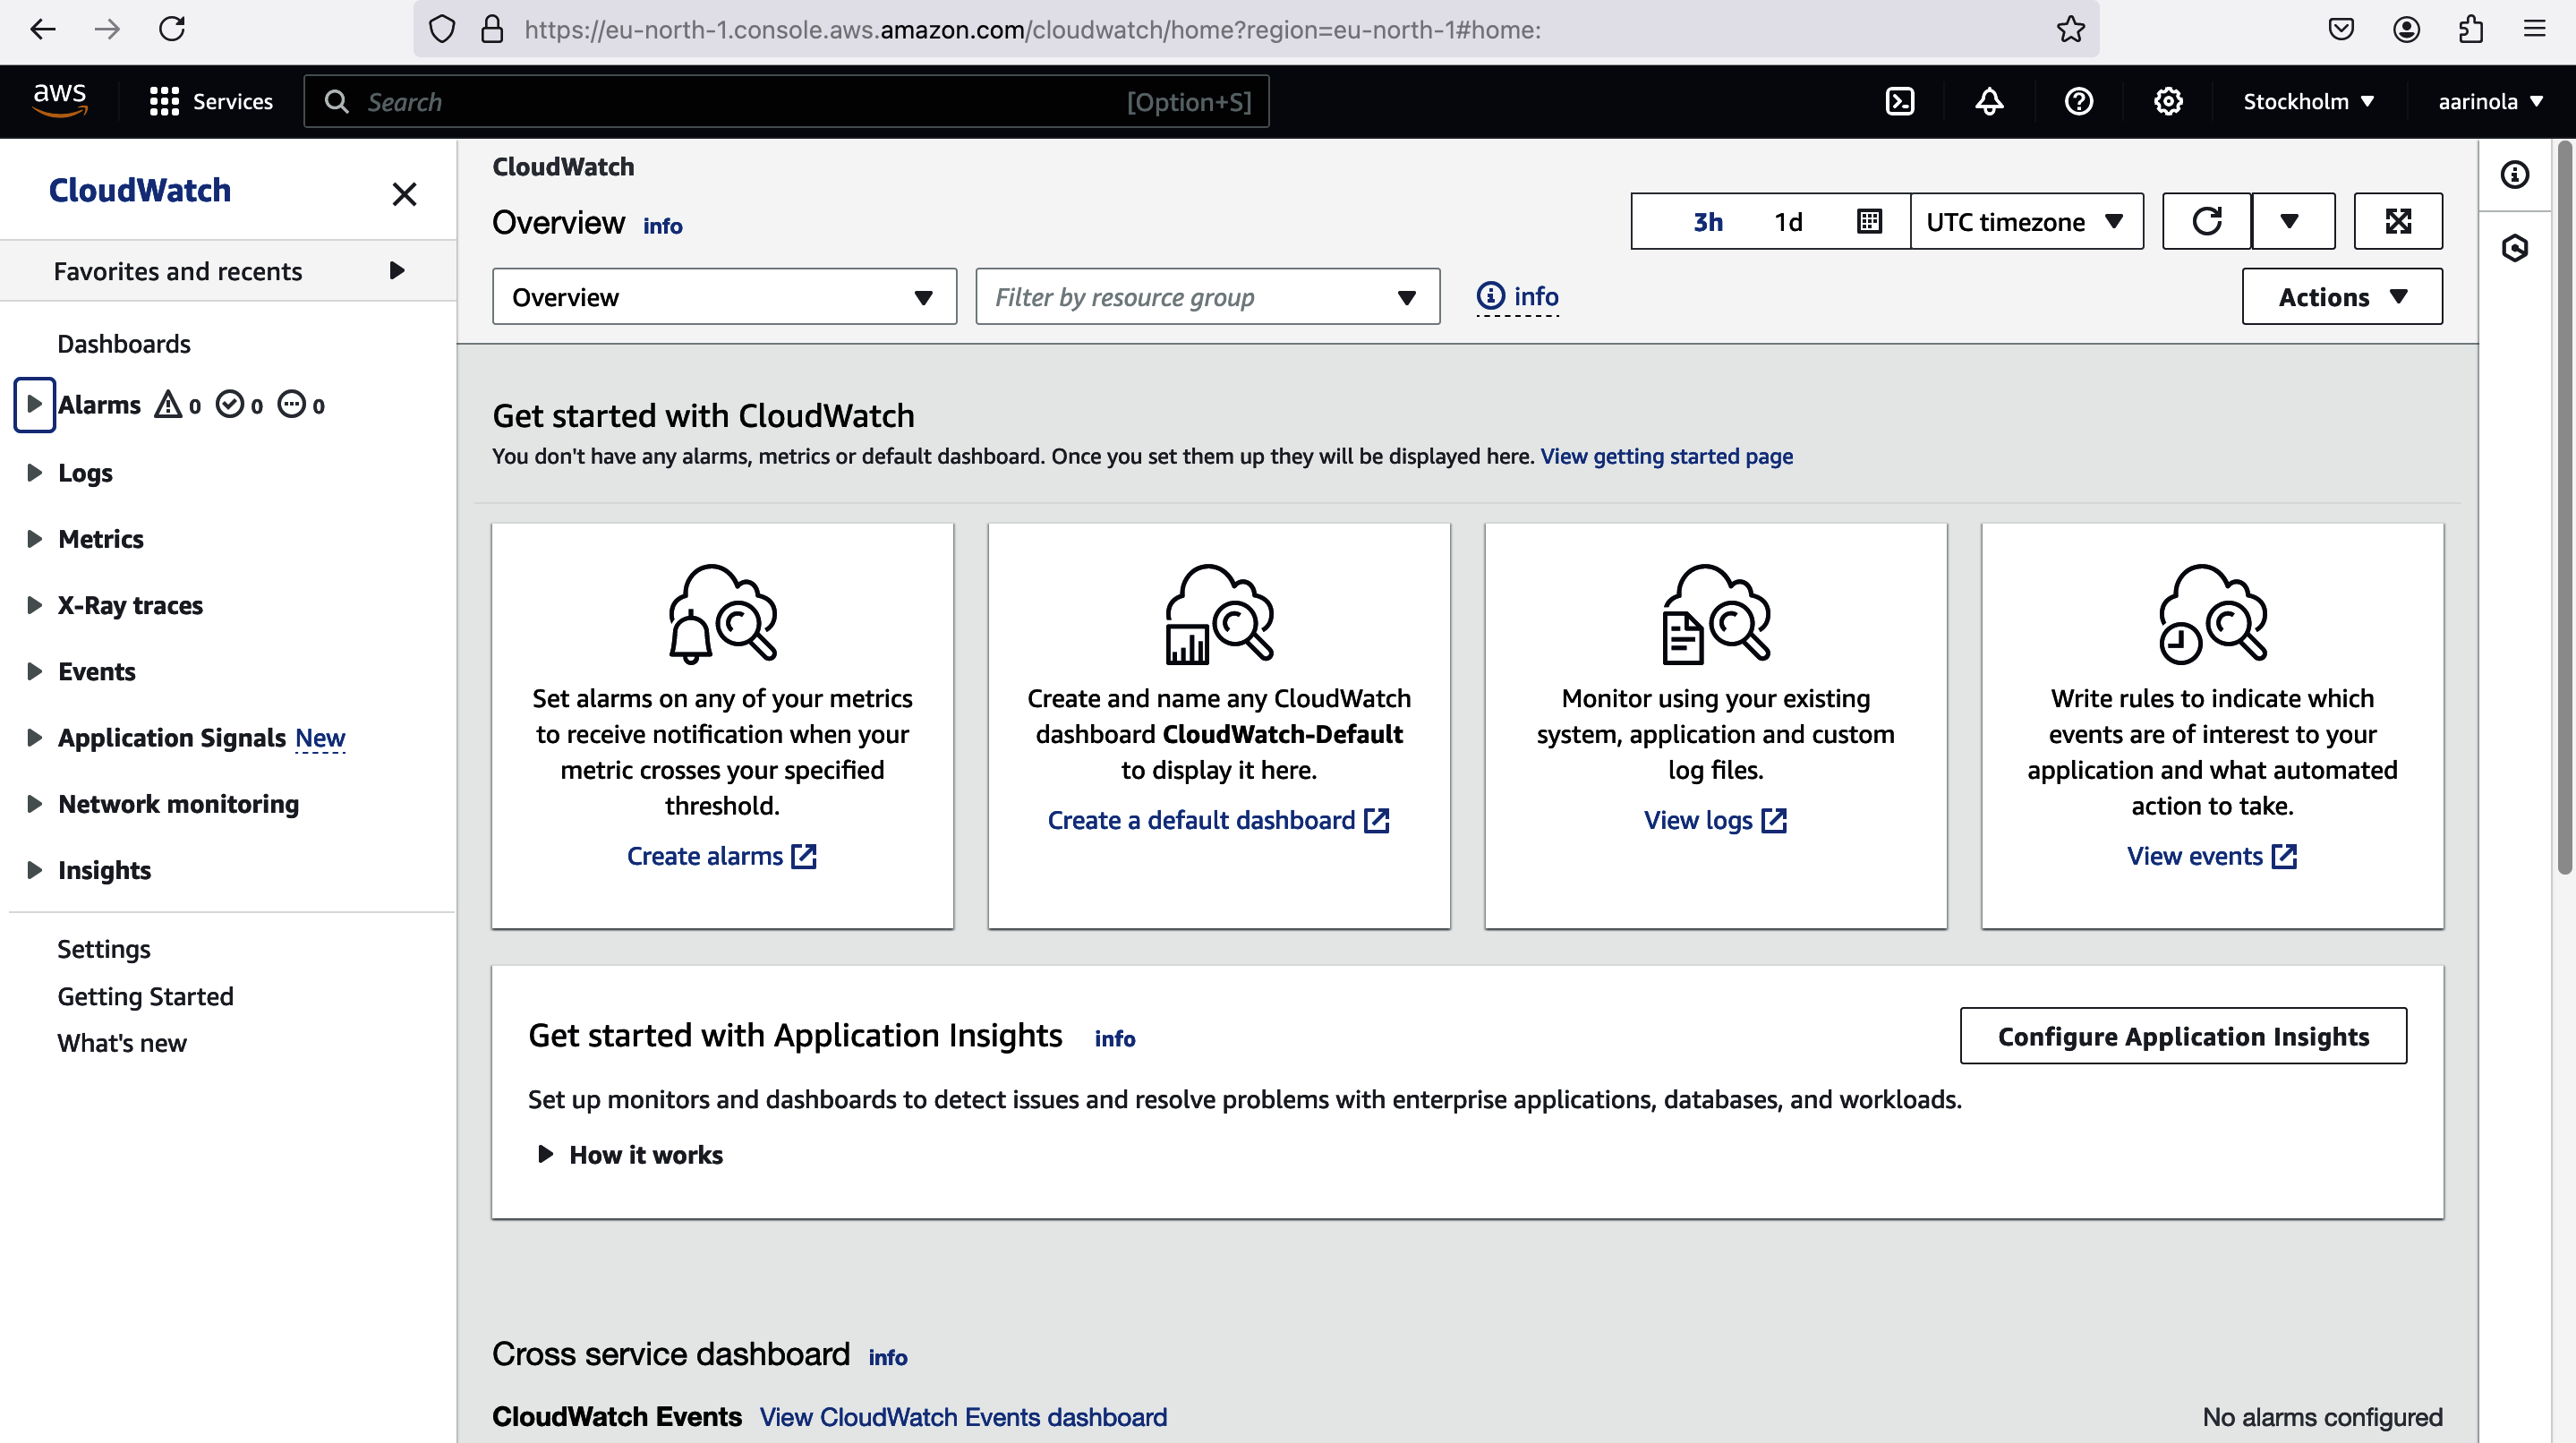 https://eu-north-1.console.aws.amazon.com/cloudwatch/home?region=eu-north-1#home:
aws
Services
Search
[Option+S]
Stockholm
aarinola
CloudWatch
Favorites and recents
Dashboards
Alarms 0 0 0
Logs
Metrics
X-Ray traces
Events
Application Signals New
Network monitoring
Insights
Settings
Getting Started
What's new
CloudWatch
Overview info
3h 1d UTC timezone
Overview
Filter by resource group
info
Actions
Get started with CloudWatch
You don't have any alarms, metrics or default dashboard. Once you set them up they will be displayed here. View getting started page
Set alarms on any of your metrics
to receive notification when your
metric crosses your specified
threshold.
Create alarms
Create and name any CloudWatch
dashboard CloudWatch-Default
to display it here.
Create a default dashboard
Monitor using your existing
system, application and custom
log files.
View logs
Write rules to indicate which
events are of interest to your
application and what automated
action to take.
View events
Get started with Application Insights info
Configure Application Insights
Set up monitors and dashboards to detect issues and resolve problems with enterprise applications, databases, and workloads.
How it works
Cross service dashboard info
CloudWatch Events View CloudWatch Events dashboard
No alarms configured